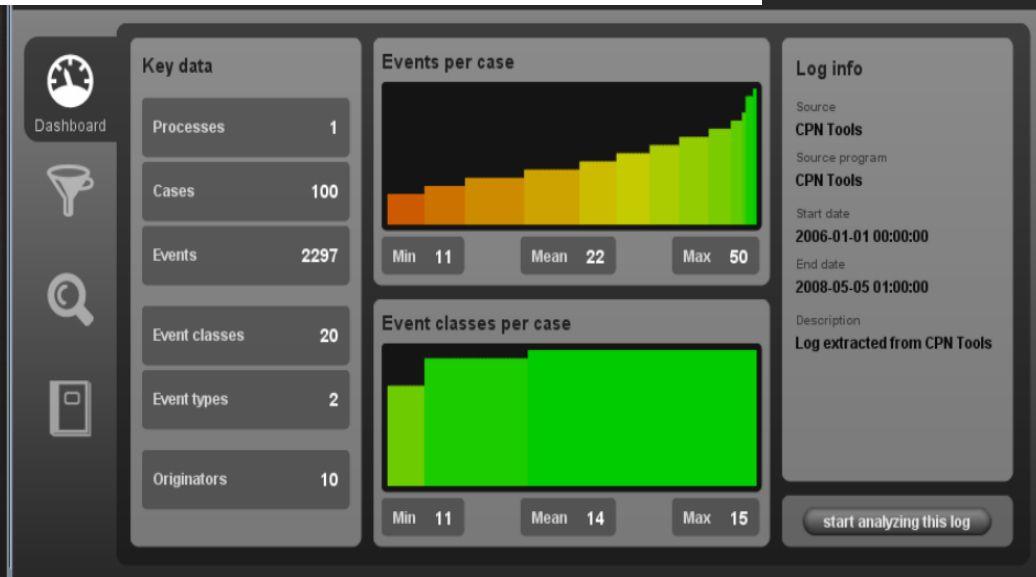 Dashboard
Key data
Processes 1
Cases 100
Events 2297
Event classes 20
Event types 2
Originators 10
Events per case
Min 11 Mean 22 Max 50
Event classes per case
Min 11 Mean 14 Max 15
Log info
Source
CPN Tools
Source program
CPN Tools
Start date
2006-01-01 00:00:00
End date
2008-05-05 01:00:00
Description
Log extracted from CPN Tools
start analyzing this log